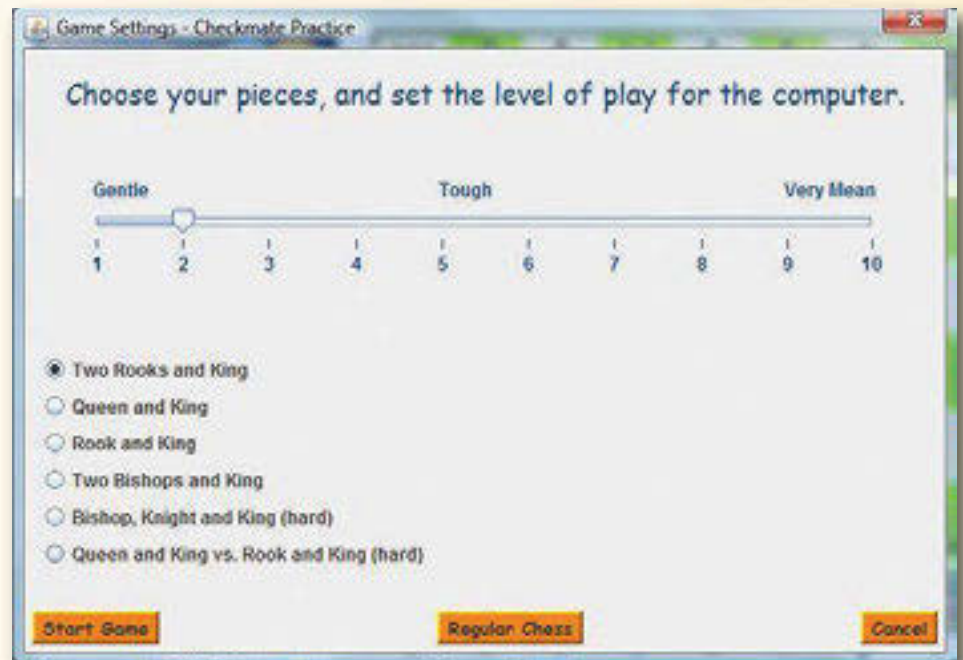 Game Settings - Checkmate Practice
Choose your pieces, and set the level of play for the computer.
Gentle Tough Very Mean
1 2 3 4 5 6 7 8 9 10
Two Rooks and King
Queen and King
Rook and King
Two Bishops and King
Bishop, Knight and King (hard)
Queen and King vs. Rook and King (hard)
Start Game Regular Chess Cancel